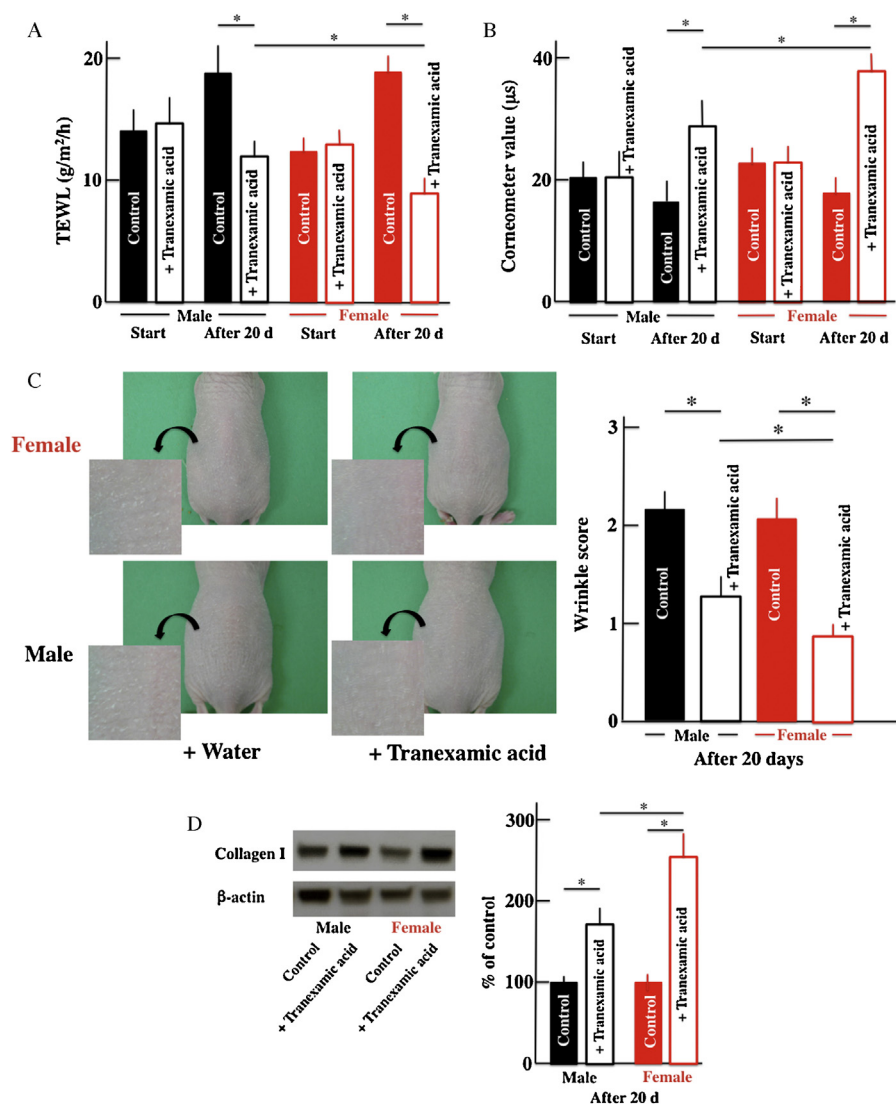 A
*
*
*
20
10
0
TEWL (g/m²/h)
Control
+ Tranexamic acid
Control
+ Tranexamic acid
Control
+ Tranexamic acid
Control
+ Tranexamic acid
Male
Female
Start
After 20 d
Start
After 20 d
B
*
*
*
40
20
0
Corneometer value (μs)
Control
+ Tranexamic acid
Control
+ Tranexamic acid
Control
+ Tranexamic acid
Control
+ Tranexamic acid
Male
Female
Start
After 20 d
Start
After 20 d
C
Female
Male
+ Water
+ Tranexamic acid
*
*
*
3
2
1
0
Wrinkle score
Control
+ Tranexamic acid
Control
+ Tranexamic acid
Male
Female
After 20 days
D
Collagen I
β-actin
Male
Female
Control
+ Tranexamic acid
Control
+ Tranexamic acid
*
*
*
300
200
100
0
% of control
Control
+ Tranexamic acid
Control
+ Tranexamic acid
Male
Female
After 20 d